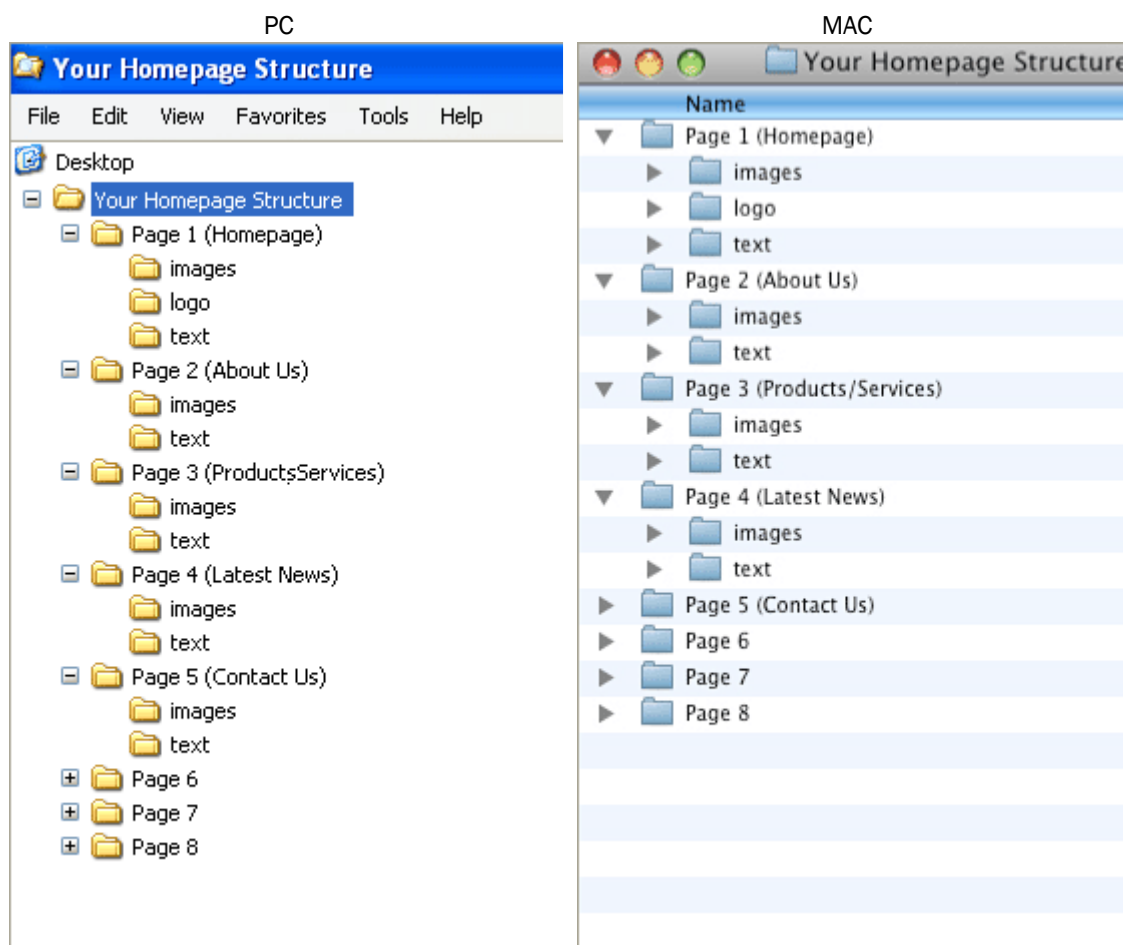 PC
Your Homepage Structure
File Edit View Favorites Tools Help
Desktop
Your Homepage Structure
Page 1 (Homepage)
images
logo
text
Page 2 (About Us)
images
text
Page 3 (ProductsServices)
images
text
Page 4 (Latest News)
images
text
Page 5 (Contact Us)
images
text
Page 6
Page 7
Page 8
MAC
Your Homepage Structure
Name
Page 1 (Homepage)
images
logo
text
Page 2 (About Us)
images
text
Page 3 (Products/Services)
images
text
Page 4 (Latest News)
images
text
Page 5 (Contact Us)
Page 6
Page 7
Page 8